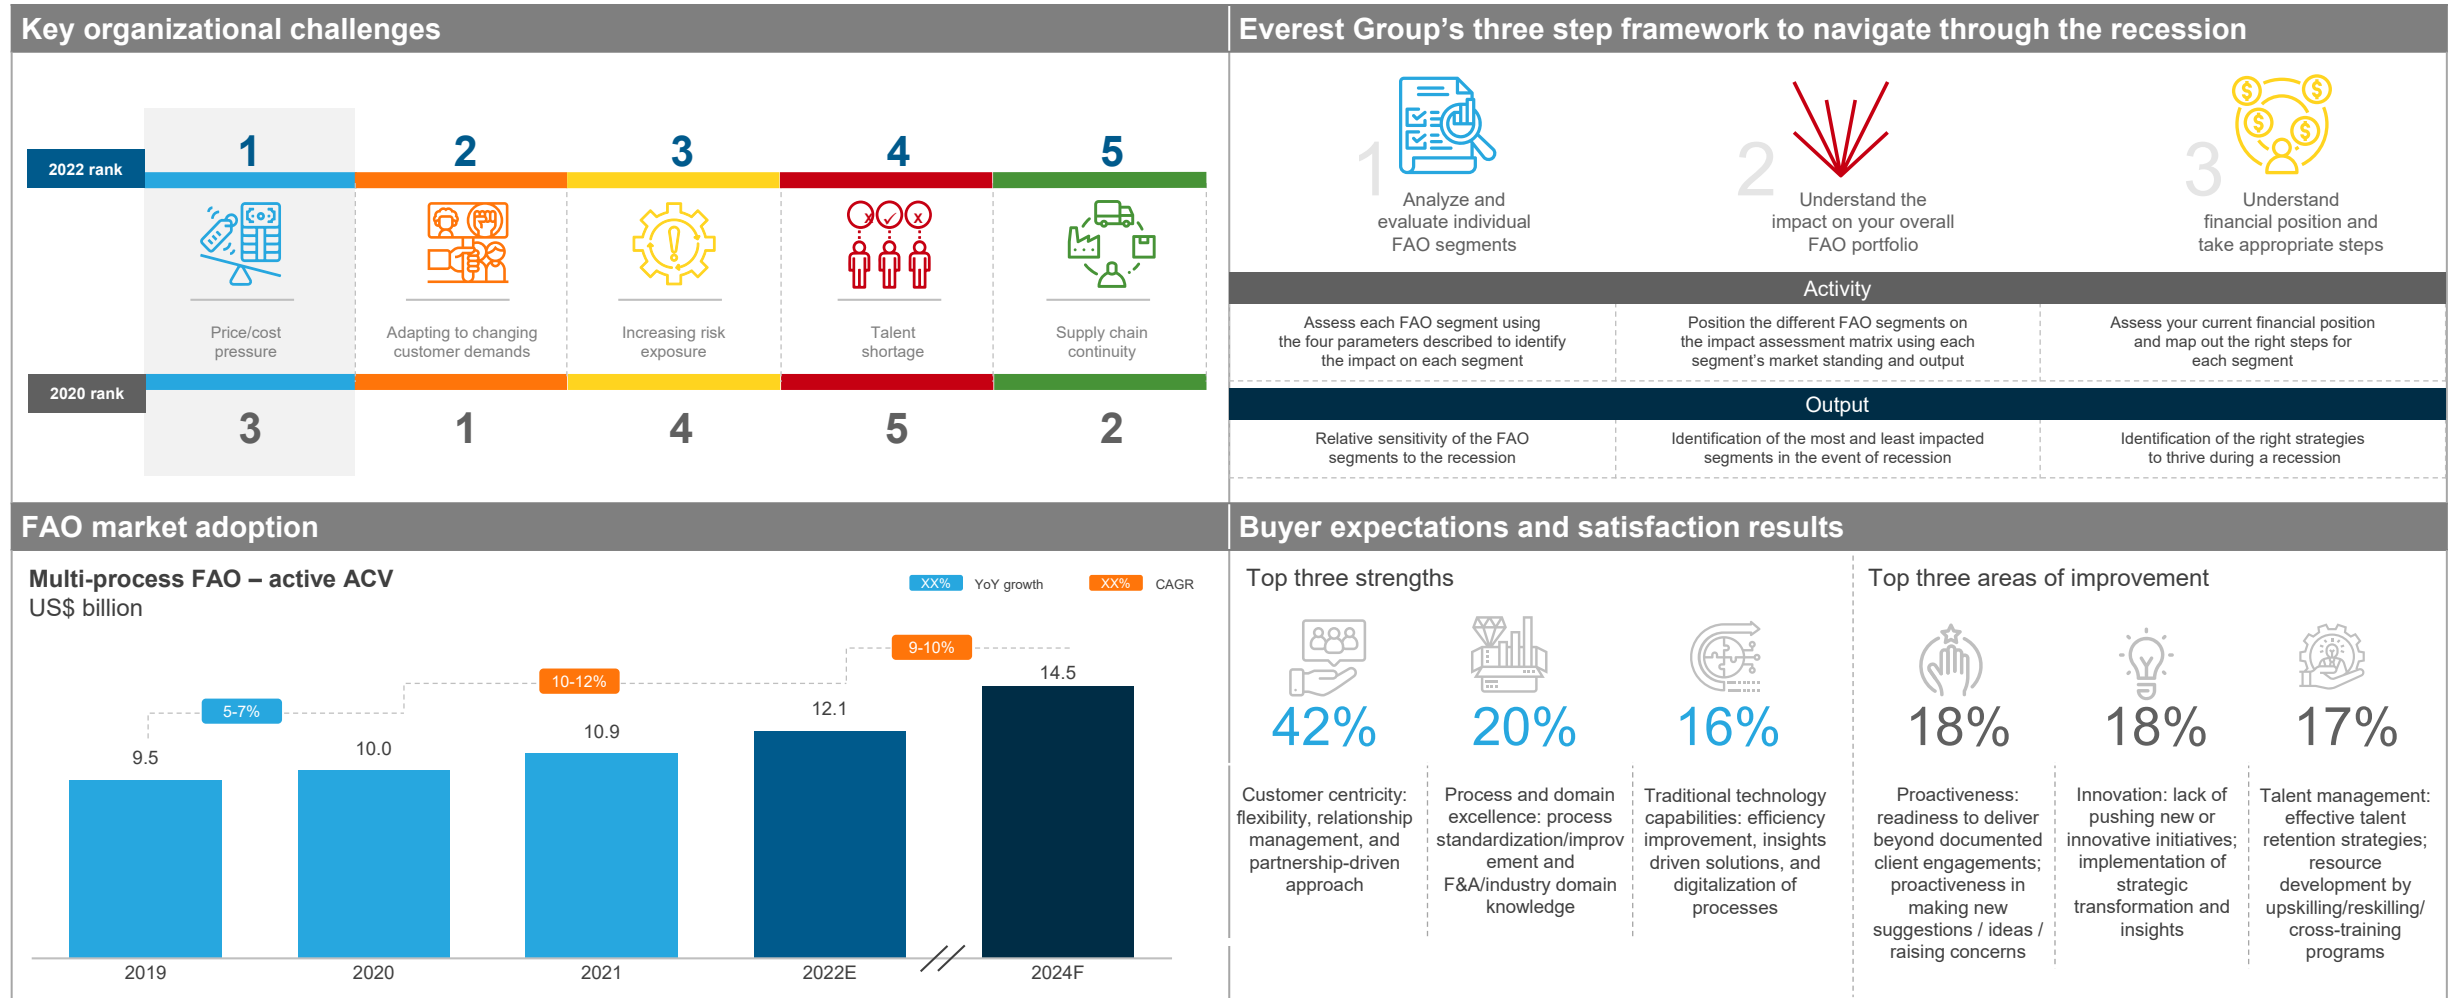 Key organizational challenges
2022 rank
1
2
3
4
5
Price/cost
pressure
Adapting to changing
customer demands
Increasing risk
exposure
Talent
shortage
Supply chain
continuity
2020 rank
3
1
4
5
2
Everest Group's three step framework to navigate through the recession
1
Analyze and
evaluate individual
FAO segments
2
Understand the
impact on your overall
FAO portfolio
3
Understand
financial position and
take appropriate steps
Activity
Assess each FAO segment using
the four parameters described to identify
the impact on each segment
Position the different FAO segments on
the impact assessment matrix using each
segment's market standing and output
Assess your current financial position
and map out the right steps for
each segment
Output
Relative sensitivity of the FAO
segments to the recession
Identification of the most and least impacted
segments in the event of recession
Identification of the right strategies
to thrive during a recession
FAO market adoption
Multi-process FAO – active ACV
US$ billion
XX% YoY growth
XX% CAGR
5-7%
10-12%
9-10%
9.5
10.0
10.9
12.1
14.5
2019
2020
2021
2022E
2024F
Buyer expectations and satisfaction results
Top three strengths
42%
Customer centricity:
flexibility, relationship
management, and
partnership-driven
approach
20%
Process and domain
excellence: process
standardization/improv
ement and
F&A/industry domain
knowledge
16%
Traditional technology
capabilities: efficiency
improvement, insights
driven solutions, and
digitalization of
processes
Top three areas of improvement
18%
Proactiveness:
readiness to deliver
beyond documented
client engagements;
proactiveness in
making new
suggestions / ideas /
raising concerns
18%
Innovation: lack of
pushing new or
innovative initiatives;
implementation of
strategic
transformation and
insights
17%
Talent management:
effective talent
retention strategies;
resource
development by
upskilling/reskilling/
cross-training
programs